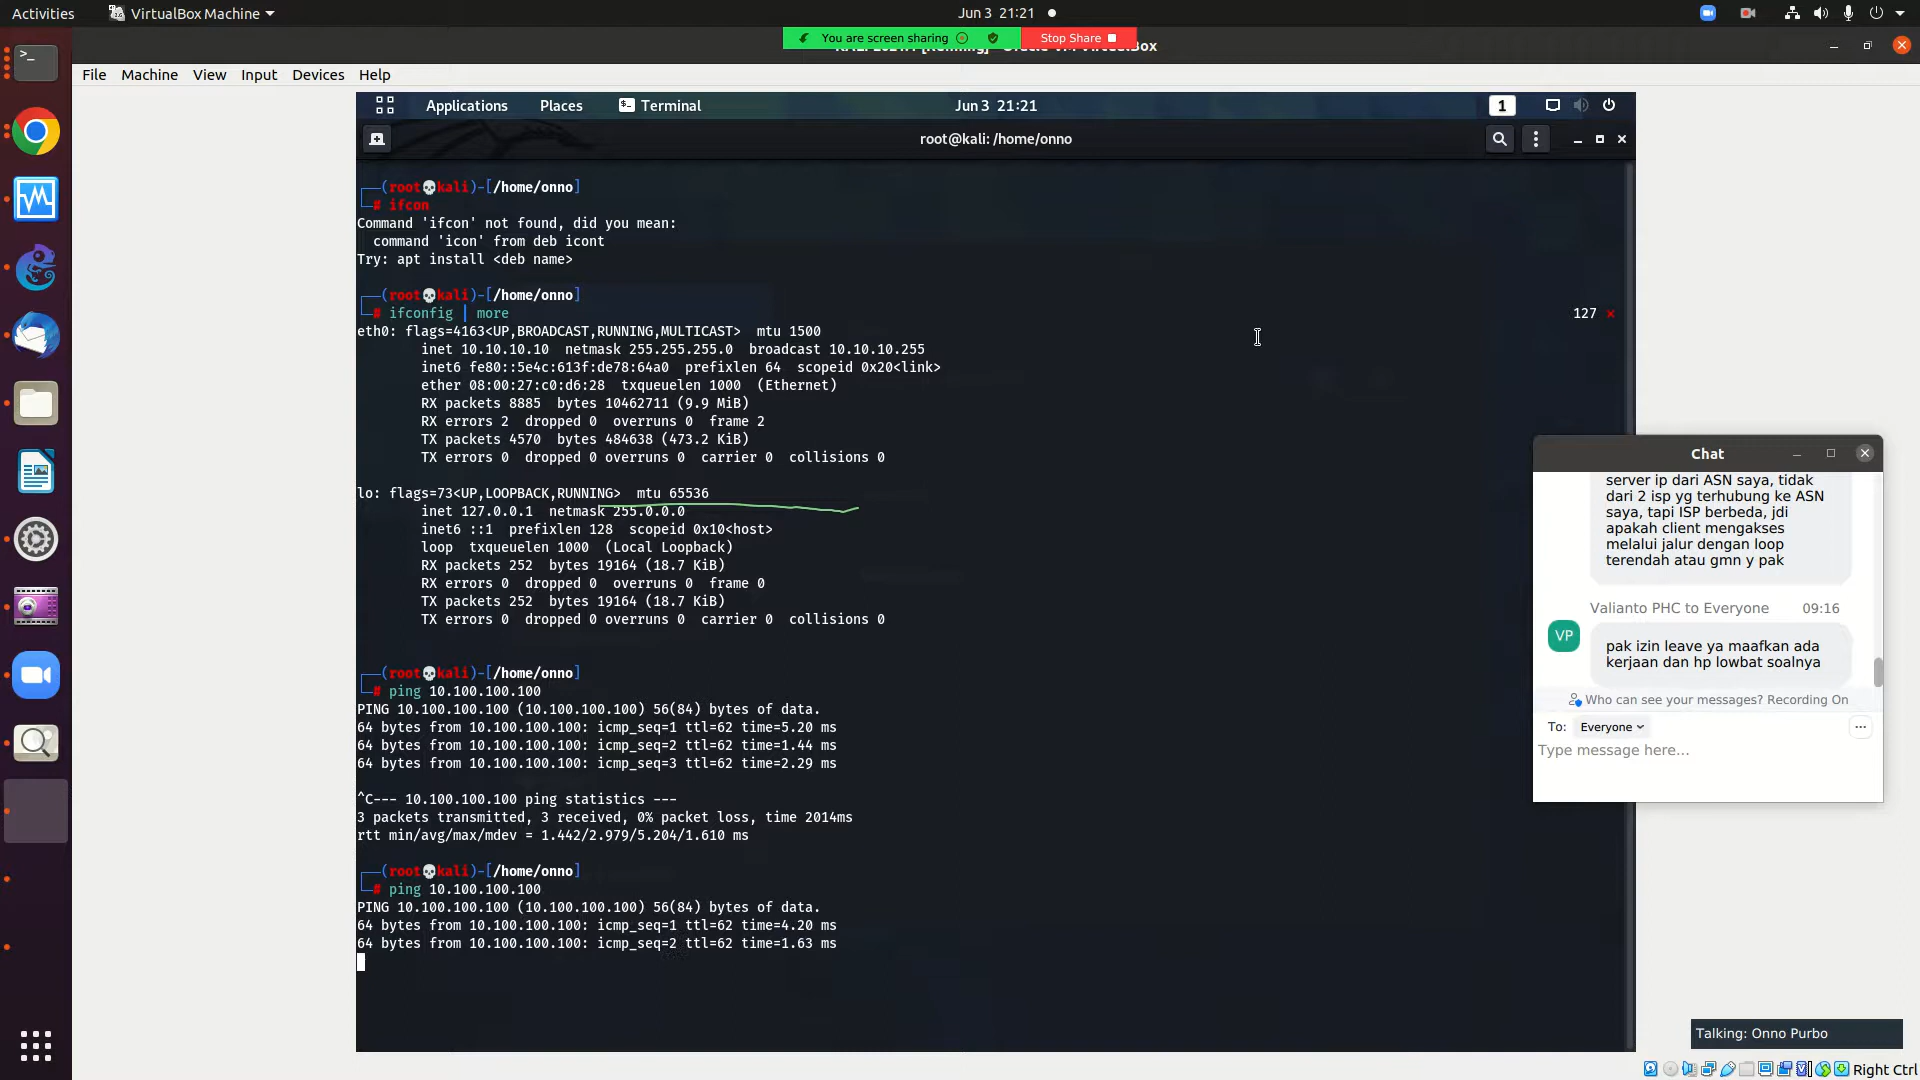 Activities
VirtualBox Machine
Jun 3 21:21
You are screen sharing
Stop Share
File Machine View Input Devices Help
Applications Places Terminal
Jun 3 21:21
1
root@kali: /home/onno
(root💀kali)-[/home/onno]
# ifcon
Command 'ifcon' not found, did you mean:
command 'icon' from deb icont
Try: apt install <deb name>
(root💀kali)-[/home/onno]
# ifconfig | more
127 ×
eth0: flags=4163<UP,BROADCAST,RUNNING,MULTICAST> mtu 1500
inet 10.10.10.10 netmask 255.255.255.0 broadcast 10.10.10.255
inet6 fe80::5e4c:613f:de78:64a0 prefixlen 64 scopeid 0x20<link>
ether 08:00:27:c0:d6:28 txqueuelen 1000 (Ethernet)
RX packets 8885 bytes 10462711 (9.9 MiB)
RX errors 2 dropped 0 overruns 0 frame 2
TX packets 4570 bytes 484638 (473.2 KiB)
TX errors 0 dropped 0 overruns 0 carrier 0 collisions 0
lo: flags=73<UP,LOOPBACK,RUNNING> mtu 65536
inet 127.0.0.1 netmask 255.0.0.0
inet6 ::1 prefixlen 128 scopeid 0x10<host>
loop txqueuelen 1000 (Local Loopback)
RX packets 252 bytes 19164 (18.7 KiB)
RX errors 0 dropped 0 overruns 0 frame 0
TX packets 252 bytes 19164 (18.7 KiB)
TX errors 0 dropped 0 overruns 0 carrier 0 collisions 0
(root💀kali)-[/home/onno]
# ping 10.100.100.100
PING 10.100.100.100 (10.100.100.100) 56(84) bytes of data.
64 bytes from 10.100.100.100: icmp_seq=1 ttl=62 time=5.20 ms
64 bytes from 10.100.100.100: icmp_seq=2 ttl=62 time=1.44 ms
64 bytes from 10.100.100.100: icmp_seq=3 ttl=62 time=2.29 ms
^C--- 10.100.100.100 ping statistics ---
3 packets transmitted, 3 received, 0% packet loss, time 2014ms
rtt min/avg/max/mdev = 1.442/2.979/5.204/1.610 ms
(root💀kali)-[/home/onno]
# ping 10.100.100.100
PING 10.100.100.100 (10.100.100.100) 56(84) bytes of data.
64 bytes from 10.100.100.100: icmp_seq=1 ttl=62 time=4.20 ms
64 bytes from 10.100.100.100: icmp_seq=2 ttl=62 time=1.63 ms
Chat
server ip dari ASN saya, tidak
dari 2 isp yg terhubung ke ASN
saya, tapi ISP berbeda, jdi
apakah client mengakses
melalui jalur dengan loop
terendah atau gmn y pak
Valianto PHC to Everyone 09:16
VP
pak izin leave ya maafkan ada
kerjaan dan hp lowbat soalnya
Who can see your messages? Recording On
To: Everyone
Type message here...
Talking: Onno Purbo
Right Ctrl